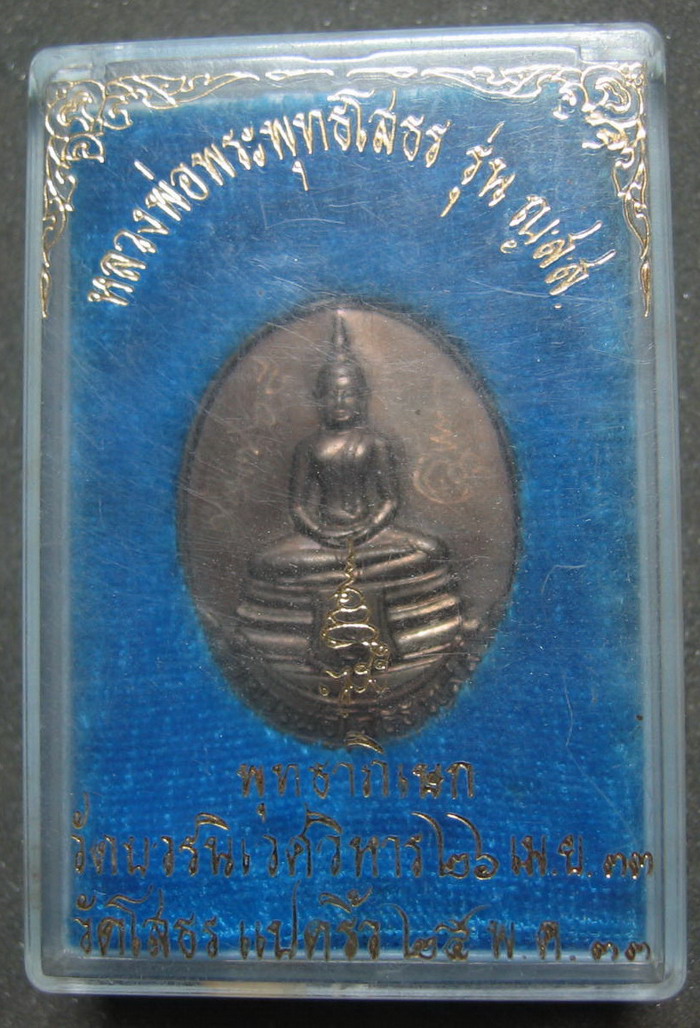 หลวงพ่อพระพุทธโสธร รุ่น ญสส.
พุทธาภิเษก
วัดบวรนิเวศวิหาร ๒๖ เม.ย. ๓๓
วัดโสธร แปดริ้ว ๒๕ พ.ค. ๓๓